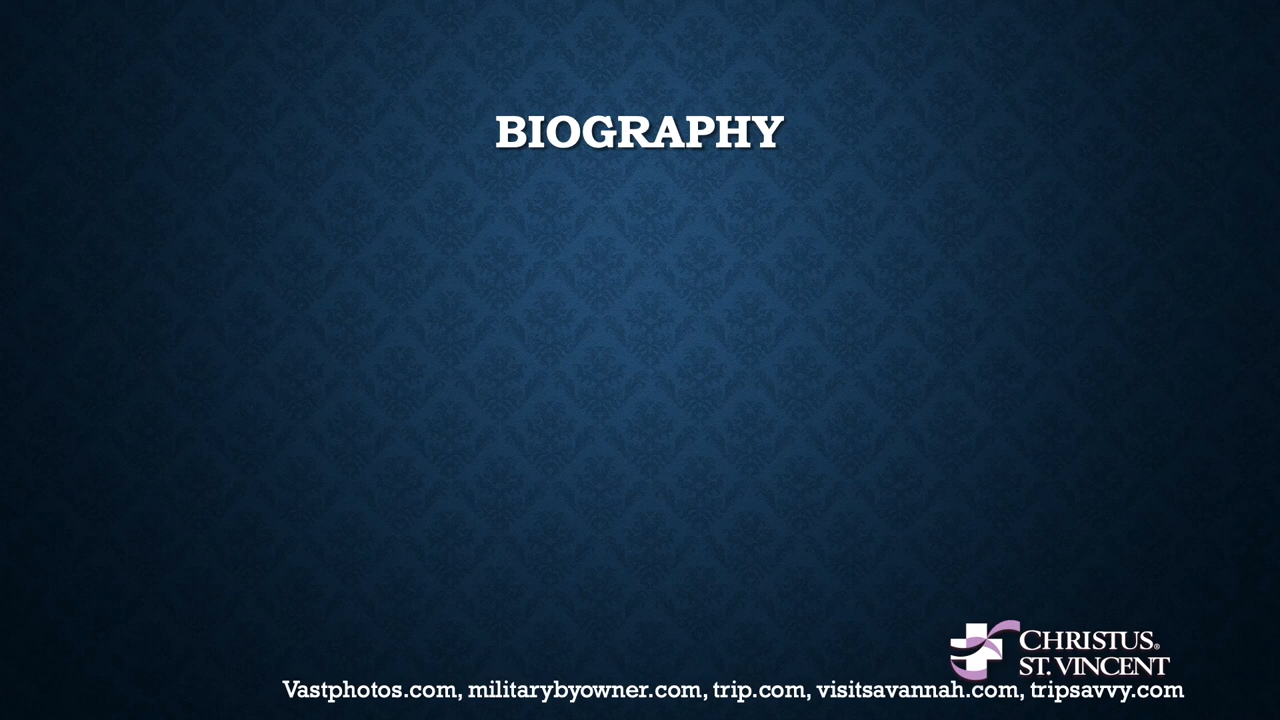 BIOGRAPHY
CHRISTUS®
ST. VINCENT
Vastphotos.com, militarybyowner.com, trip.com, visitsavannah.com, tripsavvy.com